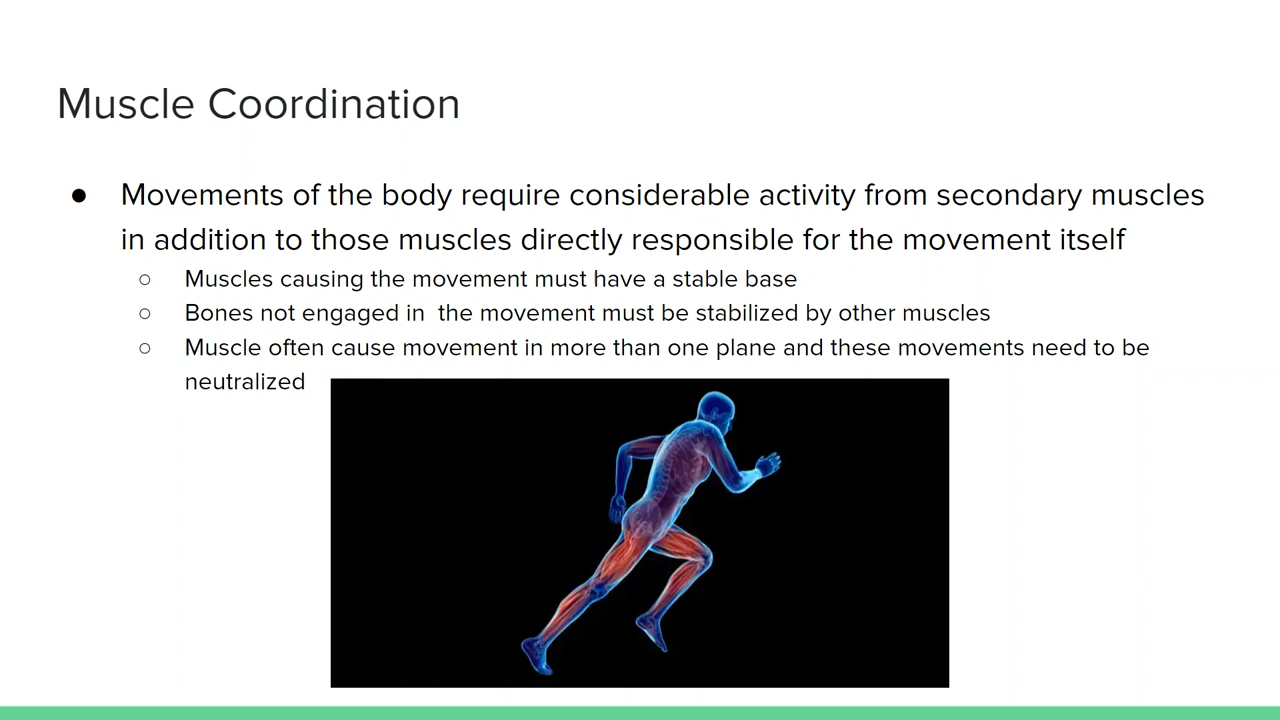 Muscle Coordination
● Movements of the body require considerable activity from secondary muscles
in addition to those muscles directly responsible for the movement itself
○ Muscles causing the movement must have a stable base
○ Bones not engaged in  the movement must be stabilized by other muscles
○ Muscle often cause movement in more than one plane and these movements need to be
neutralized